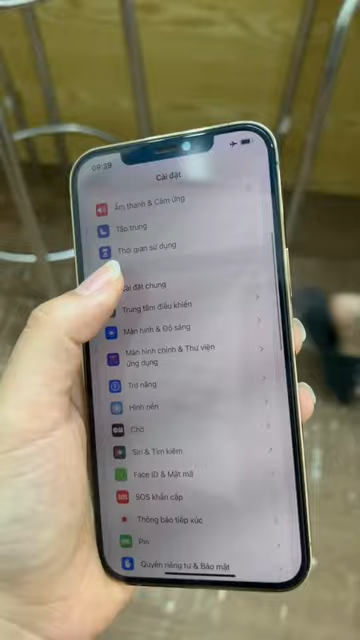 09:39
Cài đặt
Âm thanh & Cảm ứng
Tập trung
Thời gian sử dụng
Cài đặt chung
Trung tâm điều khiển
Màn hình & Độ sáng
Màn hình chính & Thư viện
ứng dụng
Trợ năng
Hình nền
Chờ
Siri & Tìm kiếm
Face ID & Mật mã
SOS
SOS khẩn cấp
Thông báo tiếp xúc
Pin
Quyền riêng tư & Bảo mật